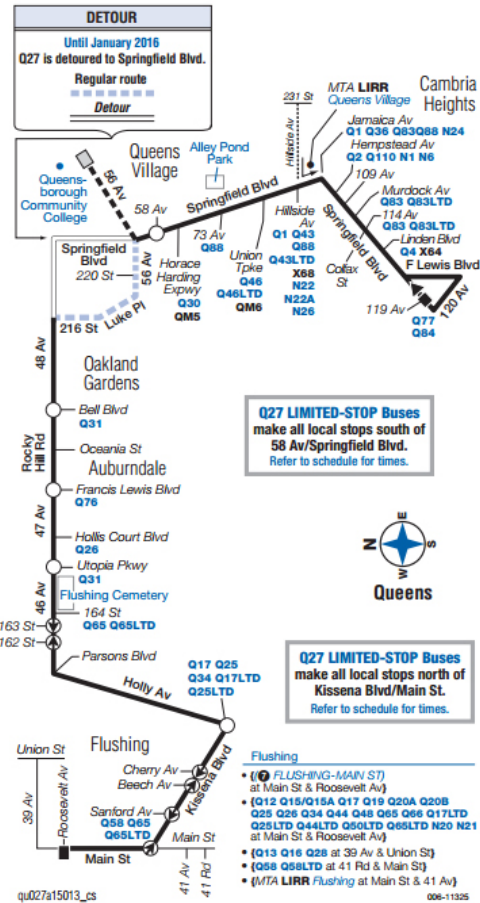 DETOUR
Until January 2016
Q27 is detoured to Springfield Blvd.
Regular route
Detour
56 Av
Queens-
borough
Community
College
Queens
Village
Alley Pond
Park
231 St
Hillside Av
MTA LIRR
Queens Village
Cambria
Heights
Jamaica Av
Q1 Q36 Q83Q88 N24
Hempstead Av
Q2 Q110 N1 N6
109 Av
Murdock Av
Q83 Q83LTD
114 Av
Q83 Q83LTD
Linden Blvd
Q4 X64
F Lewis Blvd
58 Av
Springfield Blvd
73 Av
Q88
Hillside
Av
Q1 Q43
Q88
Q43LTD
X68
N22
N22A
N26
Springfield Blvd
Colfax
St
119 Av
120 Av
Q77
Q84
Springfield
Blvd
220 St
56 Av
Horace
Harding
Expwy
Q30
QM5
Union
Tpke
Q46
Q46LTD
QM6
216 St
Luke Pl
48 Av
Oakland
Gardens
Bell Blvd
Q31
Rocky
Hill Rd
Oceania St
Auburndale
Francis Lewis Blvd
Q76
47 Av
Hollis Court Blvd
Q26
Utopia Pkwy
Q31
46 Av
Flushing Cemetery
164 St
Q65 Q65LTD
163 St
162 St
Parsons Blvd
Holly Av
Q17 Q25
Q34 Q17LTD
Q25LTD
Q27 LIMITED-STOP Buses
make all local stops south of
58 Av/Springfield Blvd.
Refer to schedule for times.
N
E
S
W
Queens
Q27 LIMITED-STOP Buses
make all local stops north of
Kissena Blvd/Main St.
Refer to schedule for times.
Flushing
Union St
39 Av
Roosevelt Av
Cherry Av
Beech Av
Kissena Blvd
Sanford Av
Q58 Q65
Q65LTD
Main St
Main St
41 Av
41 Rd
Flushing
• {(7 FLUSHING-MAIN ST)
at Main St & Roosevelt Av}
• {Q12 Q15/Q15A Q17 Q19 Q20A Q20B
Q25 Q26 Q34 Q44 Q48 Q65 Q66 Q17LTD
Q25LTD Q44LTD Q50LTD Q65LTD N20 N21
at Main St & Roosevelt Av}
• {Q13 Q16 Q28 at 39 Av & Union St}
• {Q58 Q58LTD at 41 Rd & Main St}
• {MTA LIRR Flushing at Main St & 41 Av}
qu027a15013_cs
006-11325